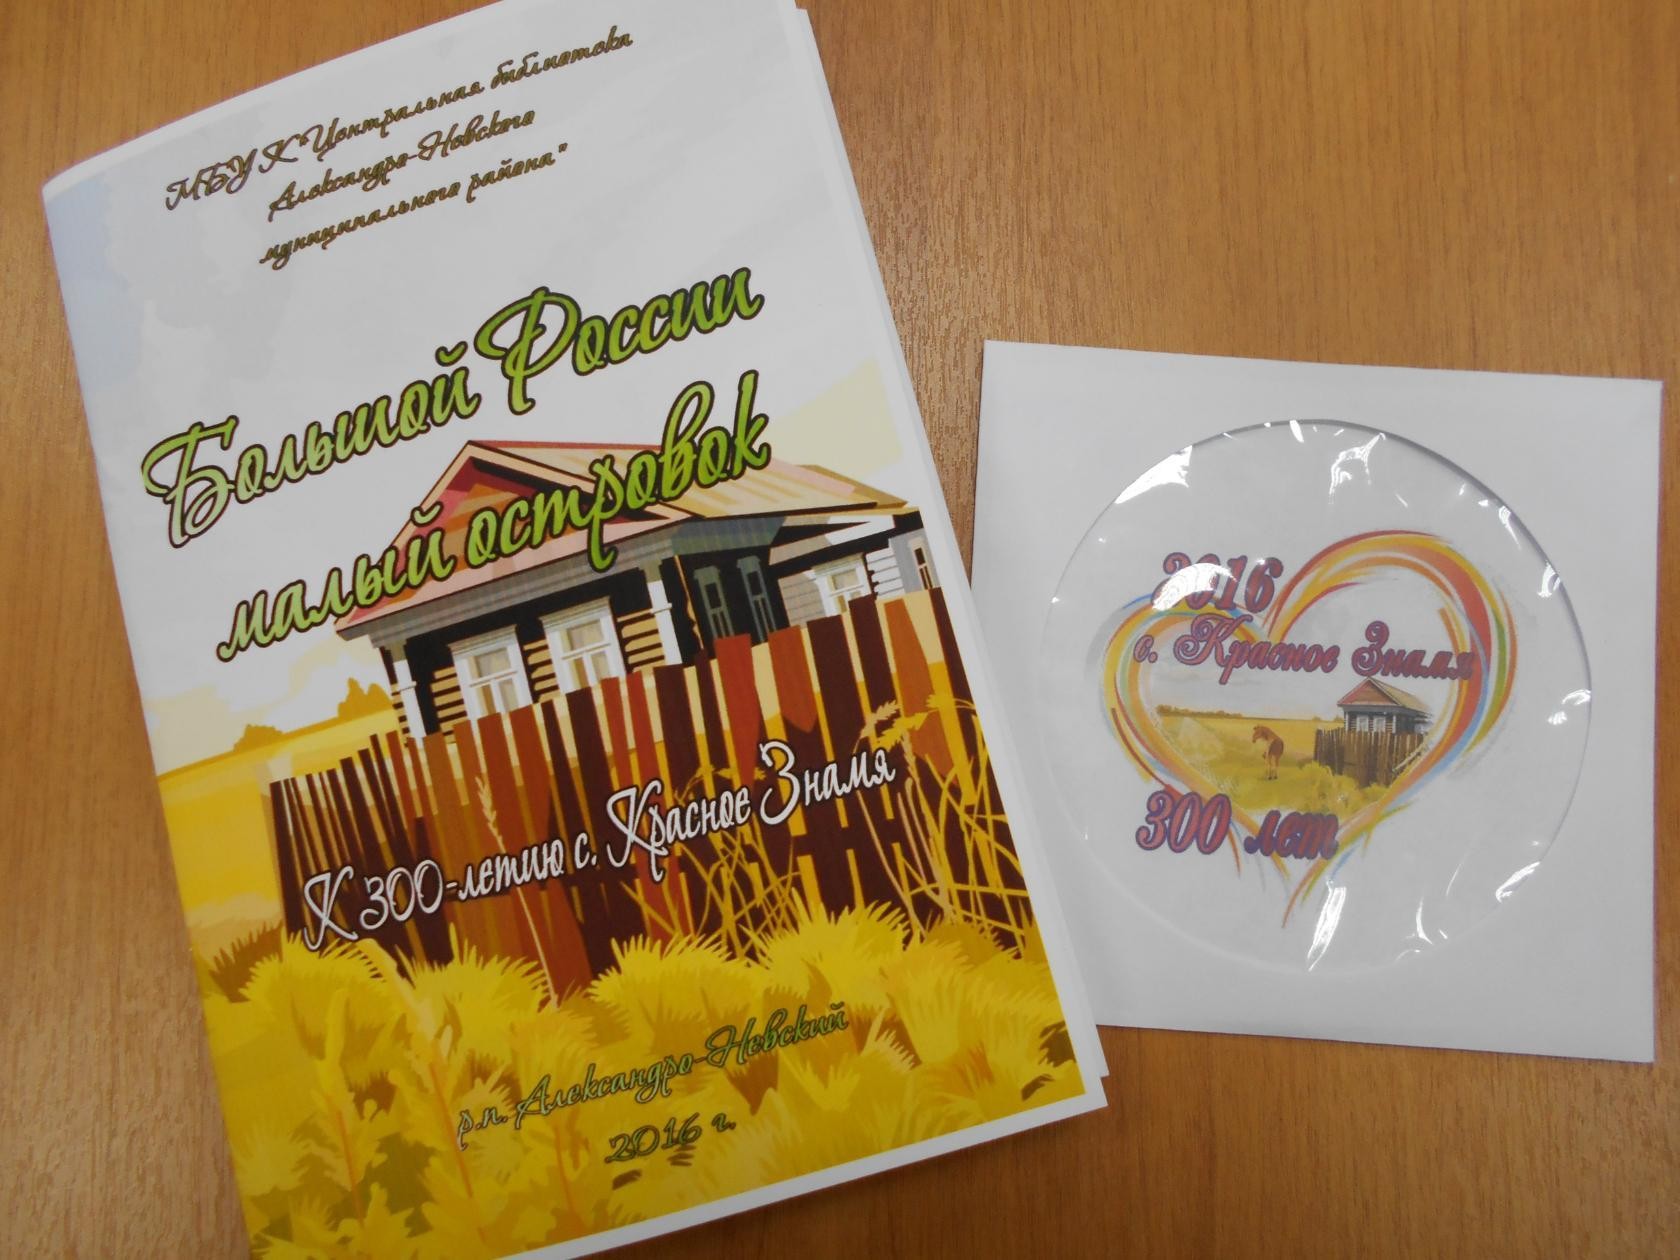 МБУК "Центральная библиотека
Александро-Невского
муниципального района"
Большой России
малый островок
К 300-летию с. Красное Знамя
р.п. Александро-Невский
2016 г.
2016
с. Красное Знамя
300 лет